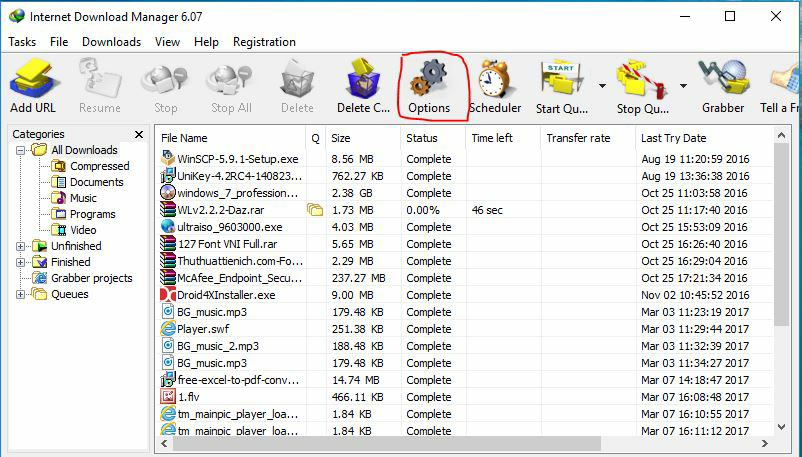 Internet Download Manager 6.07
Tasks File Downloads View Help Registration
Add URL Resume Stop Stop All Delete Delete C... Options Scheduler Start Qu... Stop Qu... Grabber Tell a Fr
Categories
All Downloads
Compressed
Documents
Music
Programs
Video
Unfinished
Finished
Grabber projects
Queues
File Name Q Size Status Time left Transfer rate Last Try Date
WinSCP-5.9.1-Setup.exe 8.56 MB Complete Aug 19 11:20:59 2016
UniKey-4.2RC4-140823... 762.27 KB Complete Aug 19 13:36:38 2016
windows_7_profession... 2.38 GB Complete Oct 25 11:03:58 2016
WLv2.2.2-Daz.rar 1.73 MB 0.00% 46 sec Oct 25 11:17:40 2016
ultraiso_9603000.exe 4.03 MB Complete Oct 25 15:53:09 2016
127 Font VNI Full.rar 5.65 MB Complete Oct 25 16:26:40 2016
Thuthuattienich.com-Fo... 2.29 MB Complete Oct 25 16:29:04 2016
McAfee_Endpoint_Secu... 237.27 MB Complete Oct 25 17:21:34 2016
Droid4XInstaller.exe 9.00 MB Complete Nov 02 10:45:52 2016
BG_music.mp3 179.48 KB Complete Mar 03 11:23:19 2017
Player.swf 251.38 KB Complete Mar 03 11:29:44 2017
BG_music_2.mp3 188.48 KB Complete Mar 03 11:32:39 2017
BG_music.mp3 179.48 KB Complete Mar 03 11:34:27 2017
free-excel-to-pdf-conv... 14.74 MB Complete Mar 07 14:18:47 2017
1.flv 466.11 KB Complete Mar 07 16:08:48 2017
tm_mainpic_player_loa... 1.84 KB Complete Mar 07 16:10:55 2017
tm_mainpic_player_loa... 1.84 KB Complete Mar 07 16:11:12 2017